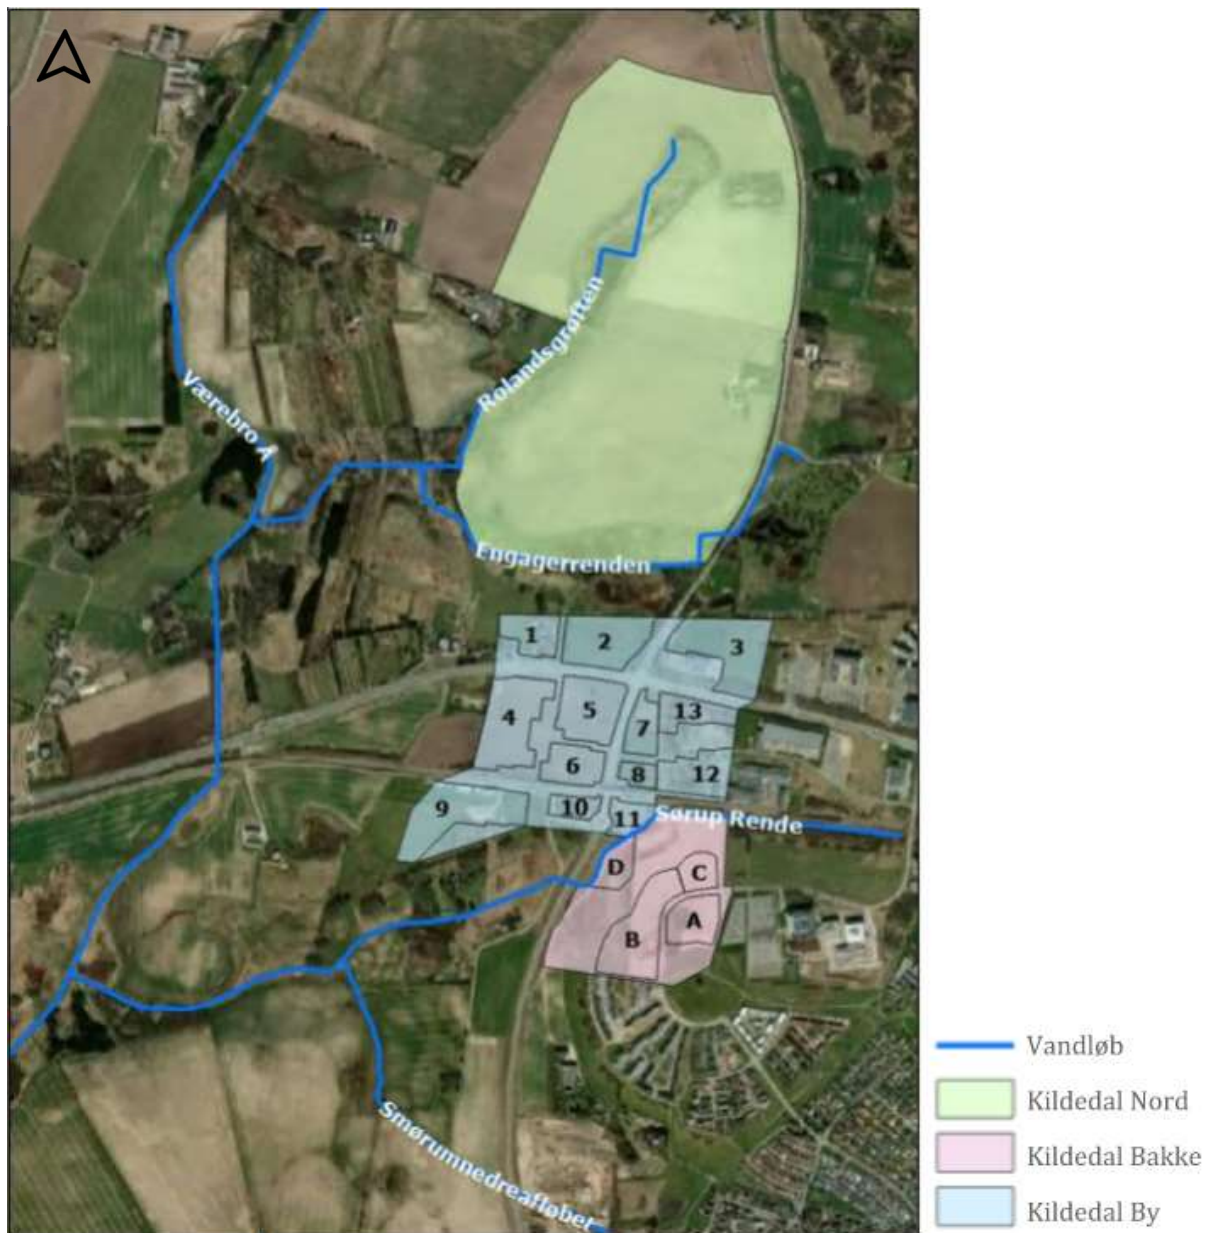 Rolandsgrøften
Værebro Å
Engagerrenden
1
2
3
4
5
13
7
6
8
12
9
10
11
Sørup Rende
D
C
A
B
Smørumnedreafløbet
Vandløb
Kildedal Nord
Kildedal Bakke
Kildedal By